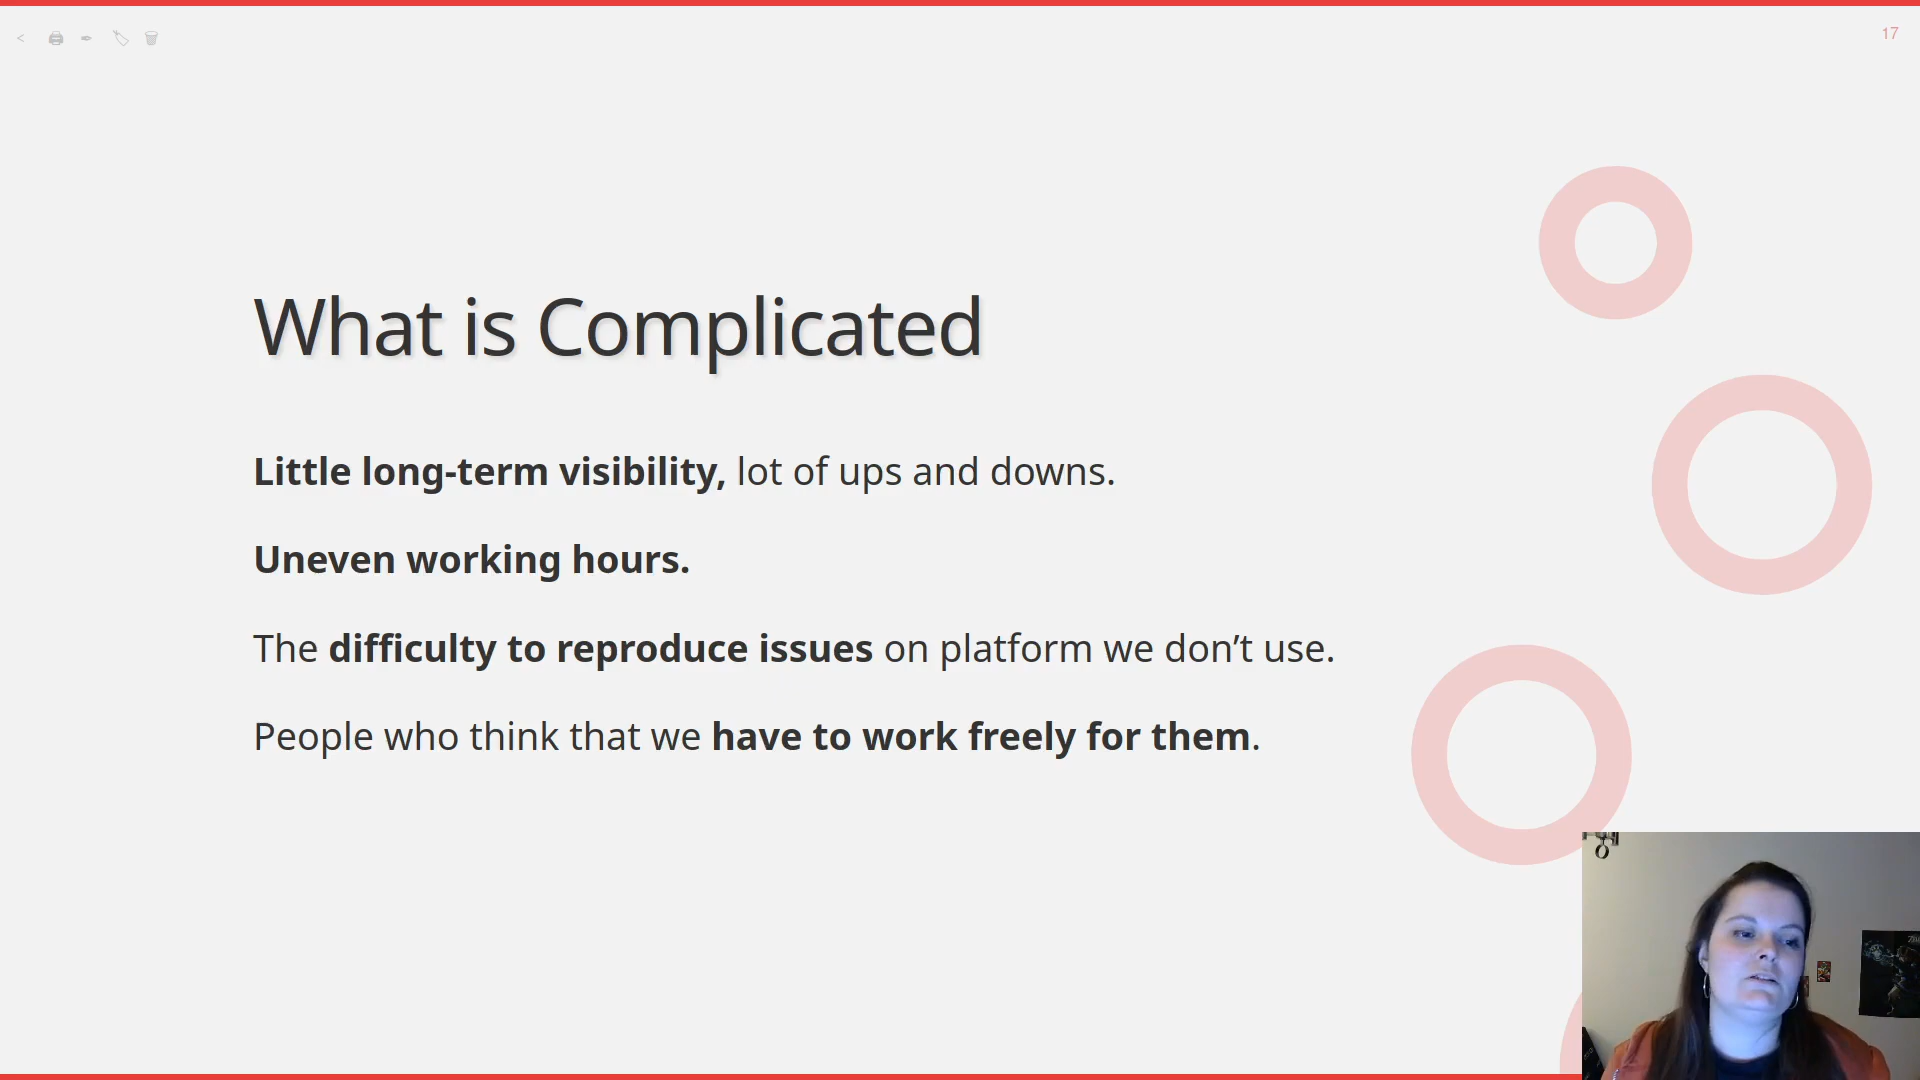 17
What is Complicated
Little long-term visibility, lot of ups and downs.
Uneven working hours.
The difficulty to reproduce issues on platform we don’t use.
People who think that we have to work freely for them.